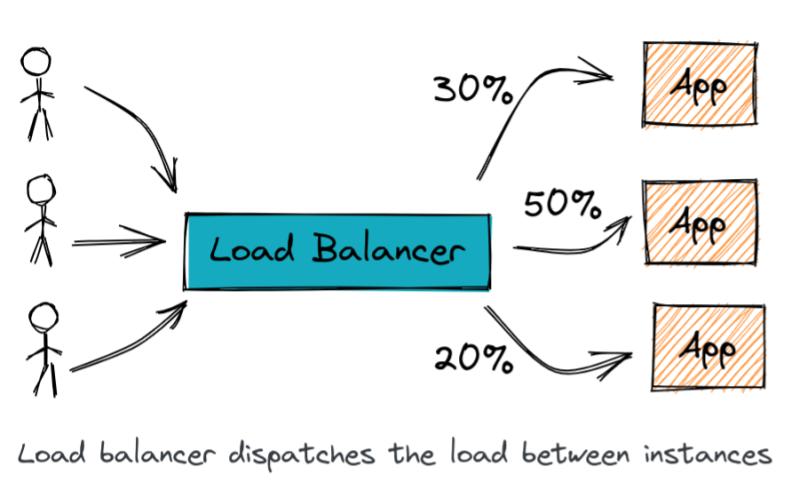 30%
App
50%
App
Load Balancer
20%
App
Load balancer dispatches the load between instances